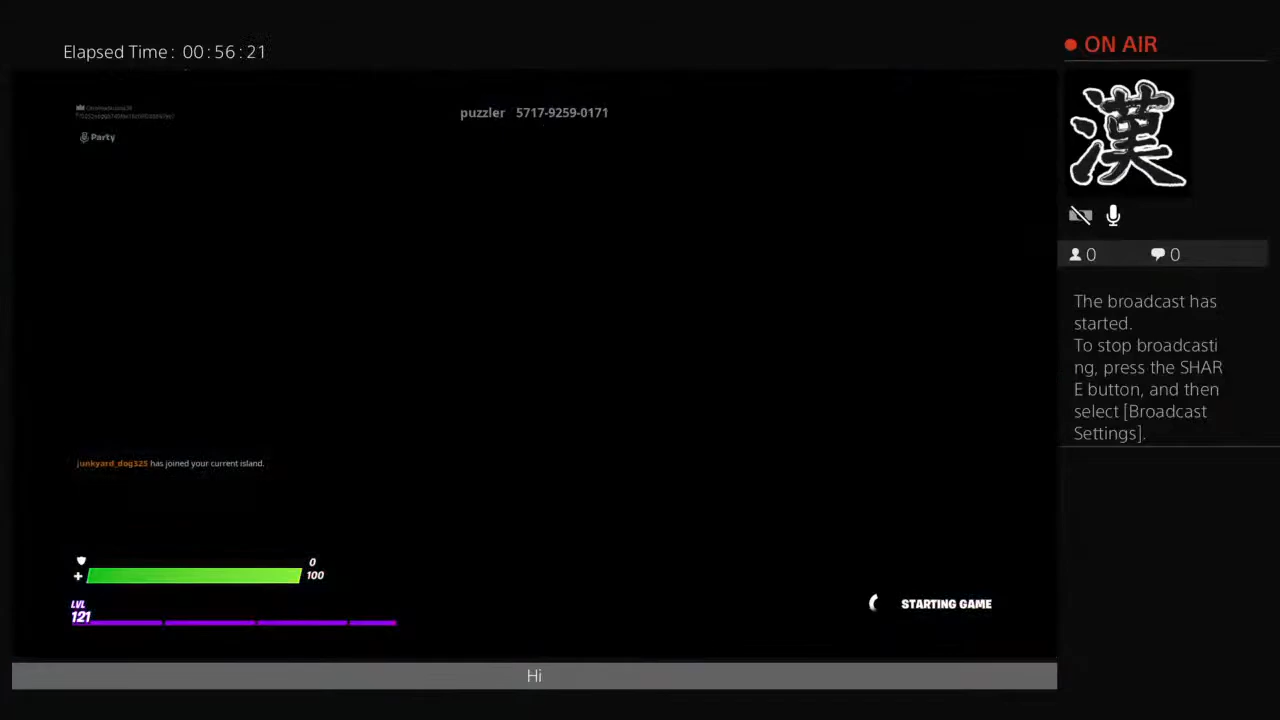 Elapsed Time: 00:56:21
ON AIR
puzzler 5717-9259-0171
Party
漢
0 0
The broadcast has
started.
To stop broadcasti
ng, press the SHAR
E button, and then
select [Broadcast
Settings].
junkyard_dog325 has joined your current island.
0
100
LVL
121
STARTING GAME
Hi